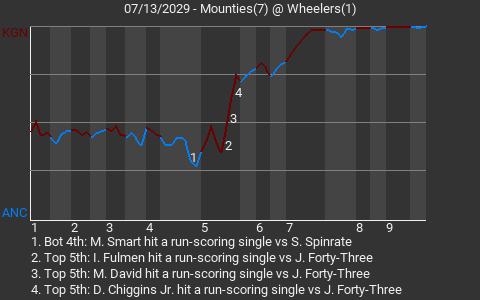 07/13/2029 - Mounties(7) @ Wheelers(1)
KGN
4
3
2
1
ANC
1 2 3 4 5 6 7 8 9
1. Bot 4th: M. Smart hit a run-scoring single vs S. Spinrate
2. Top 5th: I. Fulmen hit a run-scoring single vs J. Forty-Three
3. Top 5th: M. David hit a run-scoring single vs J. Forty-Three
4. Top 5th: D. Chiggins Jr. hit a run-scoring single vs J. Forty-Three